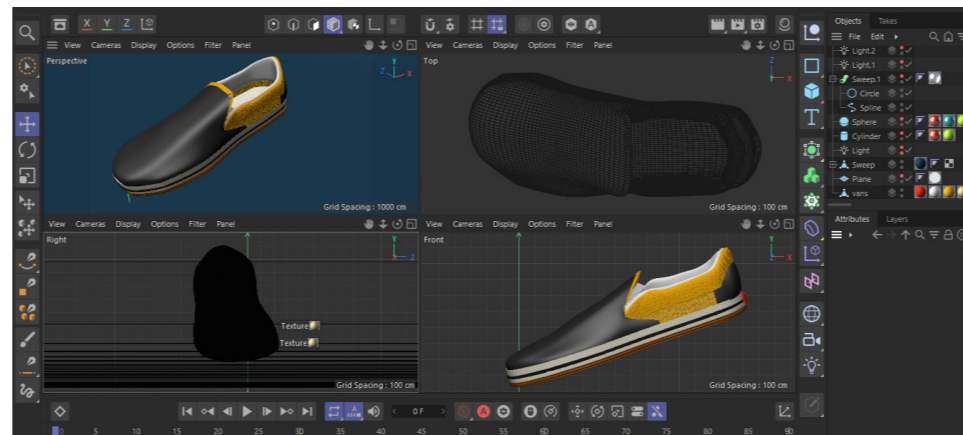 X Y Z
Objects Takes
View Cameras Display Options Filter Panel
View Cameras Display Options Filter Panel
File Edit
Perspective
Y
Z X
Top
Z
X
Light.2
Light.1
Sweep.1
Circle
Spline
Sphere
Cylinder
Light
Sweep
Plane
vans
Grid Spacing : 1000 cm
Grid Spacing : 100 cm
Attributes Layers
View Cameras Display Options Filter Panel
View Cameras Display Options Filter Panel
Right
Y
Z
Front
Y
X
Texture
Texture
Grid Spacing : 100 cm
Grid Spacing : 100 cm
0 F
0 5 10 15 20 25 30 35 40 45 50 55 60 65 70 75 80 85 90